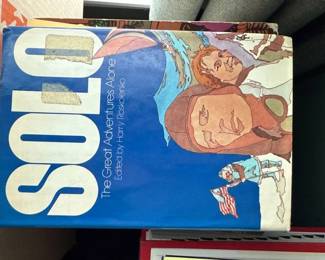 SOLO
The Great Adventures Alone
Edited by Harry Roskolenko